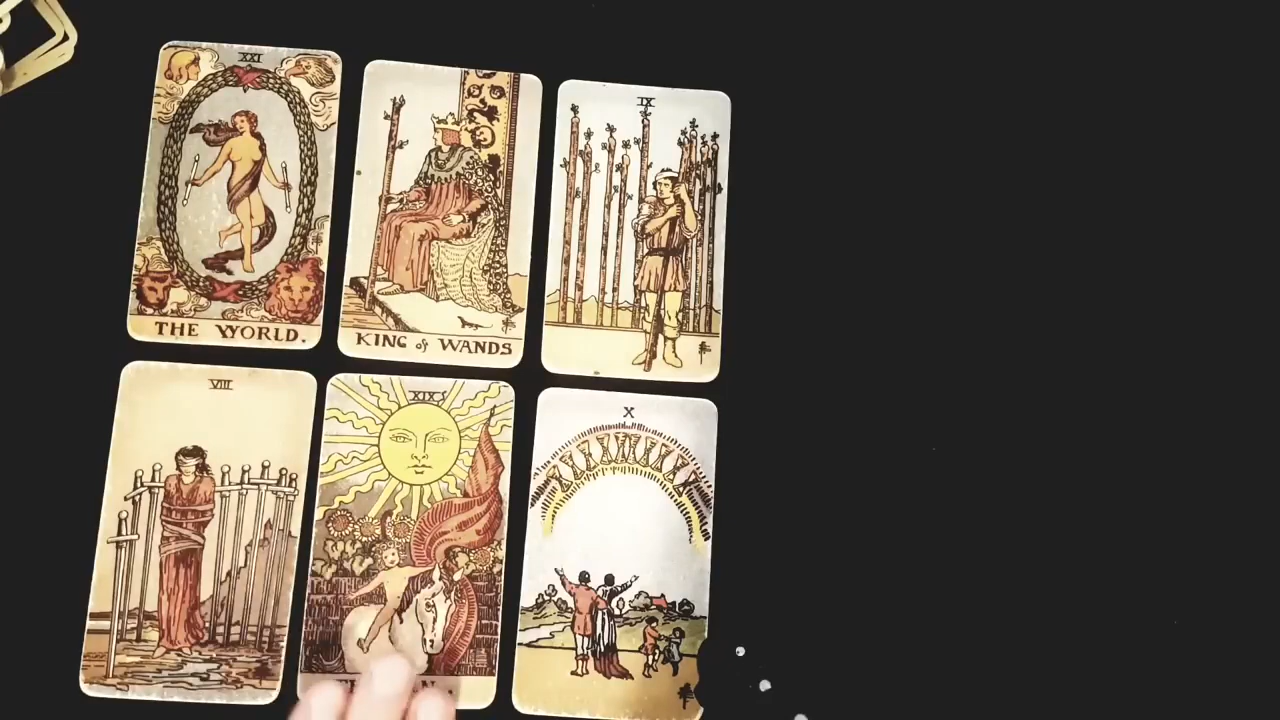 XXI
THE WORLD.
KING of WANDS
IX
VIII
XIX
X